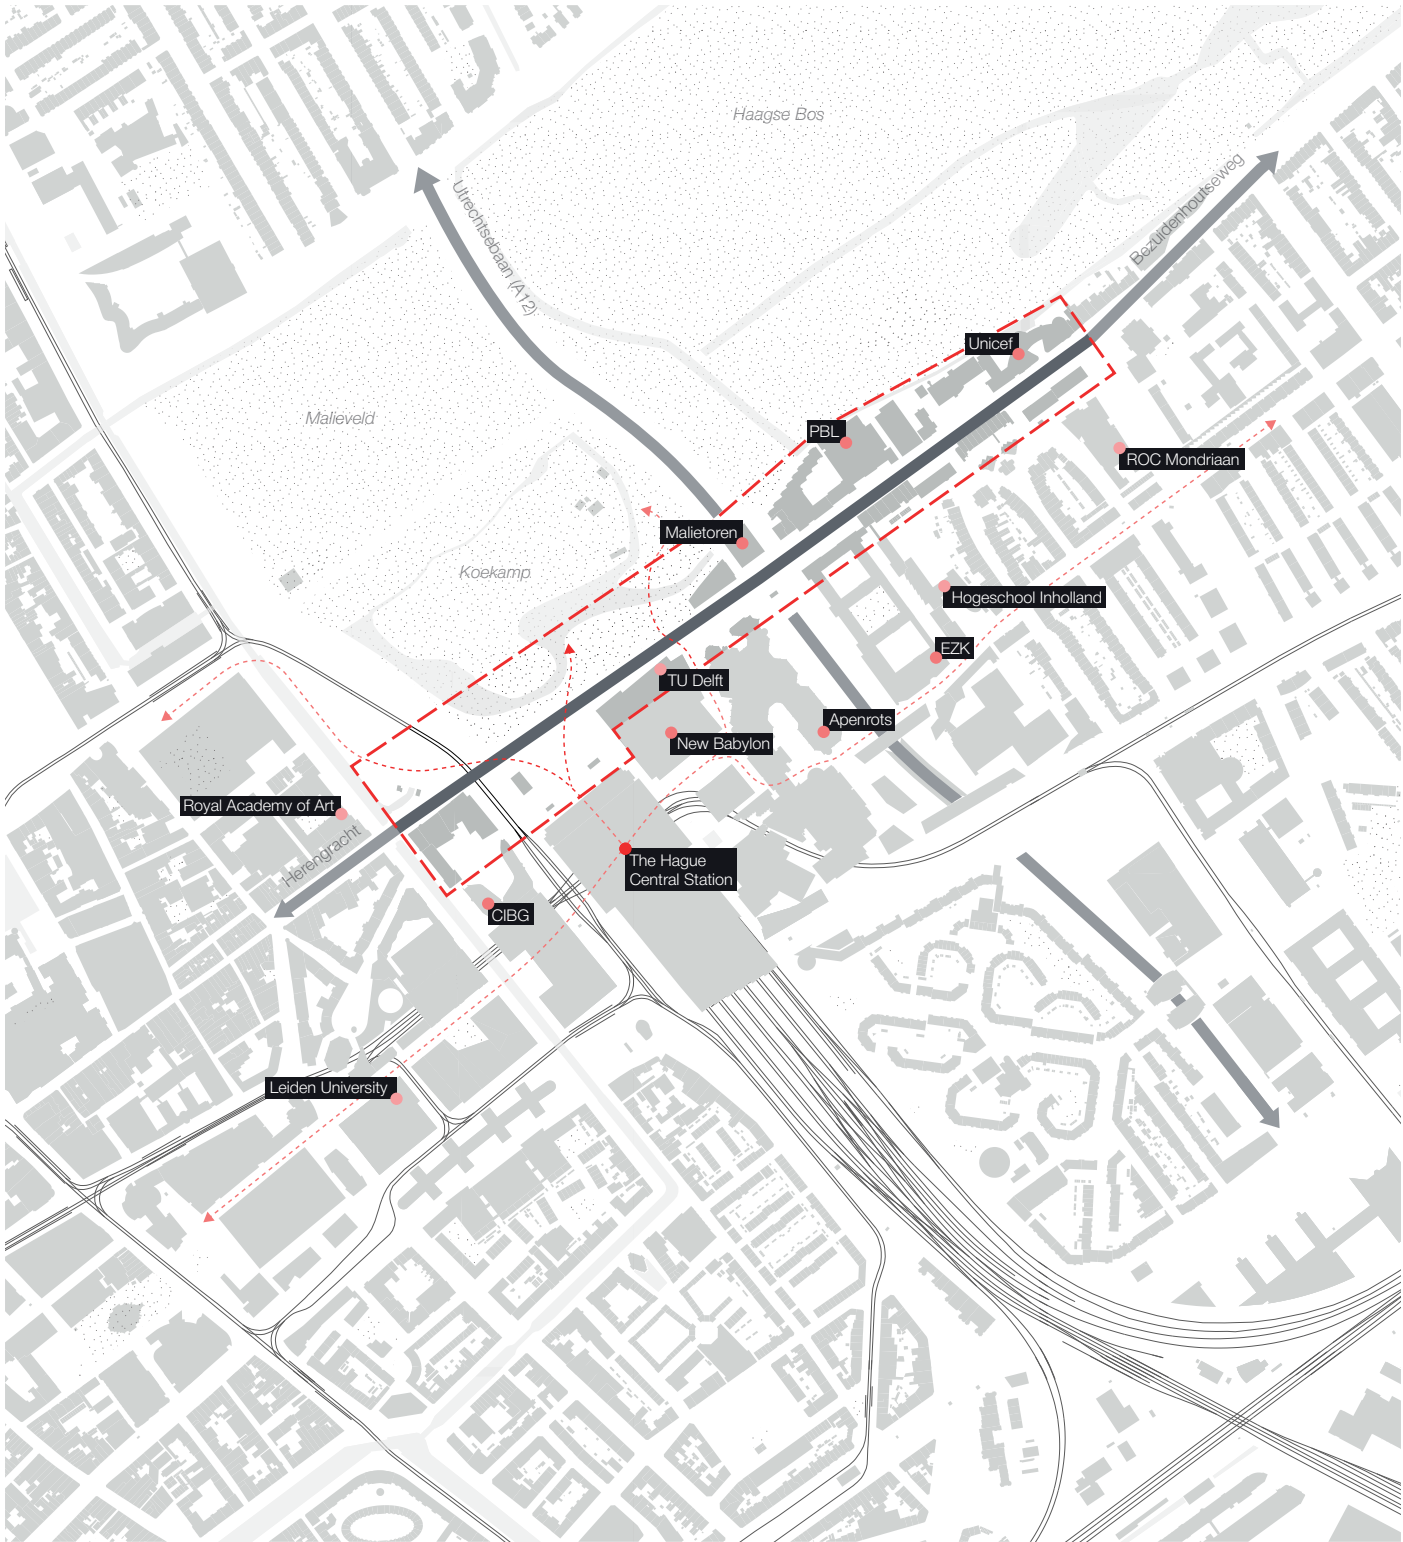 Haagse Bos
Utrechtsebaan (A12)
Bezuidenhoutseweg
Unicef
Malieveld
PBL
ROC Mondriaan
Malietoren
Koekamp
Hogeschool Inholland
EZK
TU Delft
Apenrots
New Babylon
Royal Academy of Art
Herengracht
The Hague
Central Station
CIBG
Leiden University